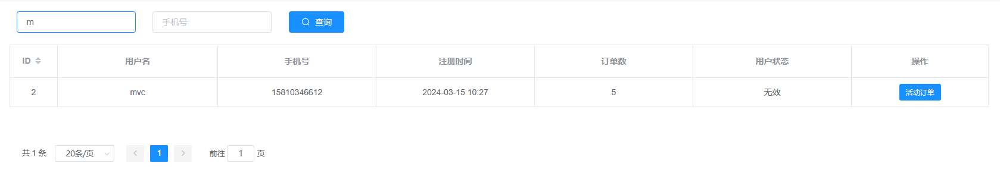 m 手机号 查询
ID 用户名 手机号 注册时间 订单数 用户状态 操作
2 mvc 15810346612 2024-03-15 10:27 5 无效 活动订单
共 1 条 20条/页 1 前往 1 页